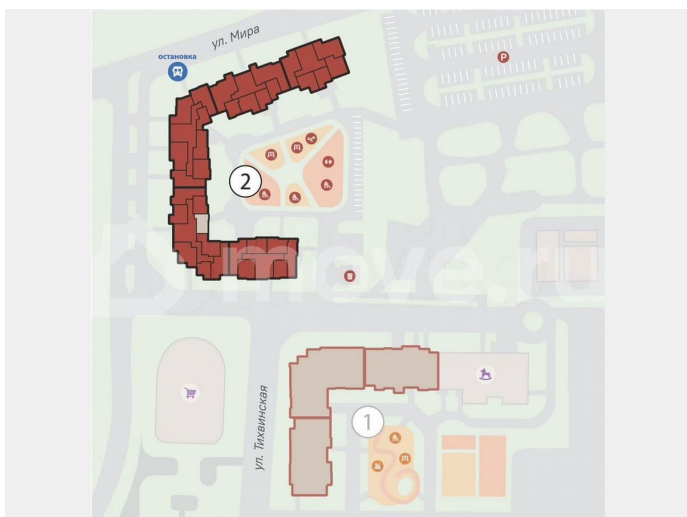 ул. Мира
остановка
P
2
move.ru
1
ул. Тихвинская